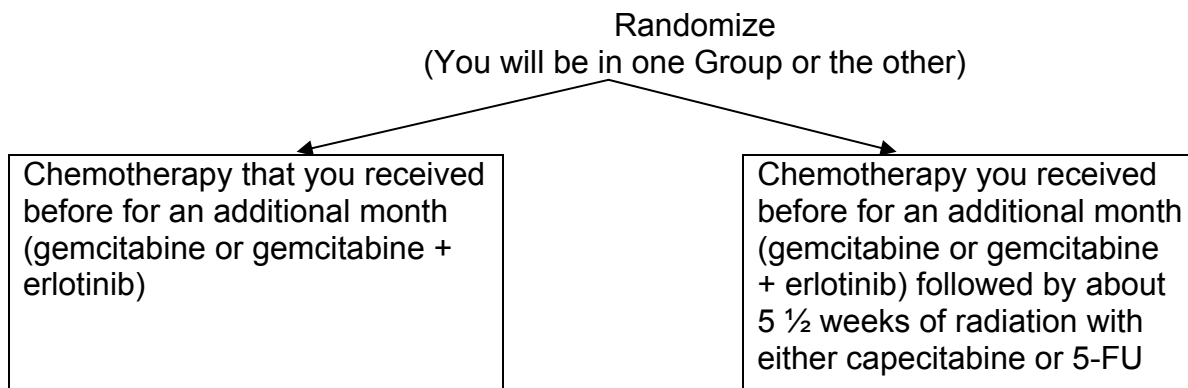 Randomize
(You will be in one Group or the other)
Chemotherapy that you received
before for an additional month
(gemcitabine or gemcitabine +
erlotinib)
Chemotherapy you received
before for an additional month
(gemcitabine or gemcitabine
+ erlotinib) followed by about
5 ½ weeks of radiation with
either capecitabine or 5-FU